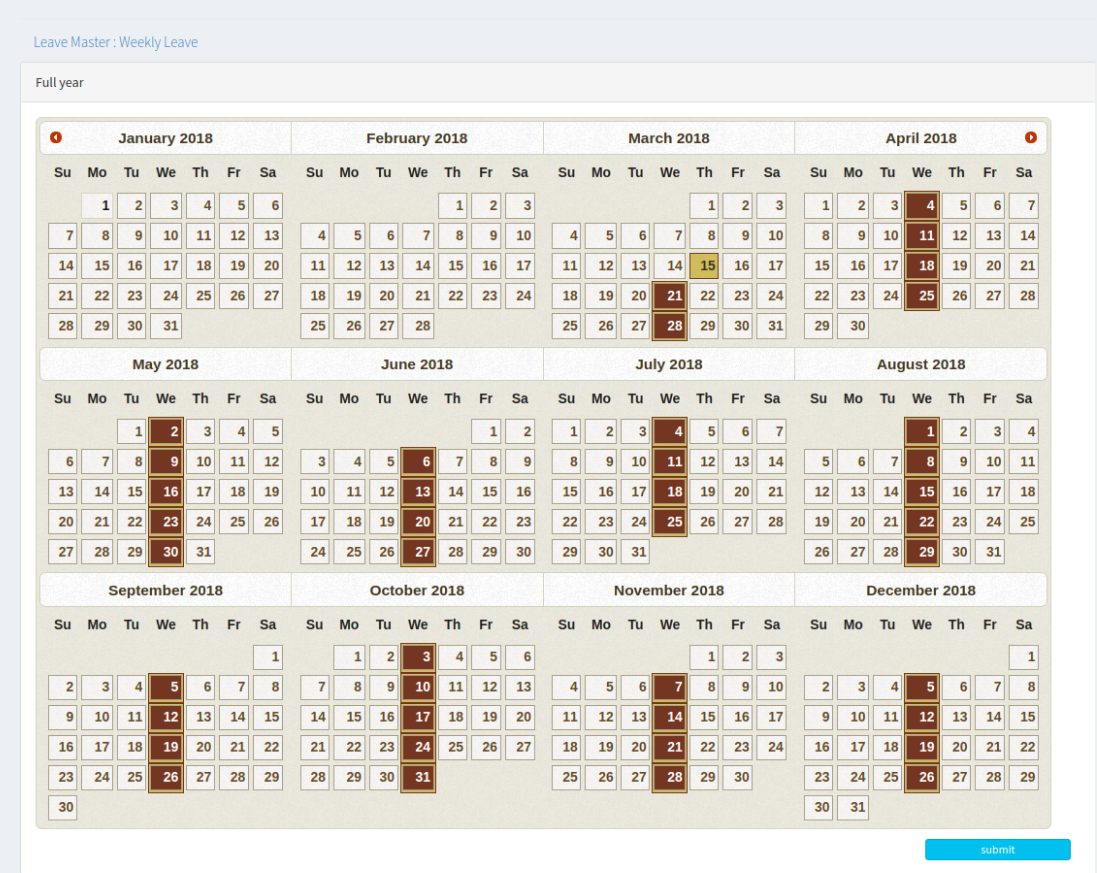 Leave Master : Weekly Leave
Full year
January 2018 February 2018 March 2018 April 2018
Su Mo Tu We Th Fr Sa Su Mo Tu We Th Fr Sa Su Mo Tu We Th Fr Sa Su Mo Tu We Th Fr Sa
1 2 3 4 5 6 1 2 3 1 2 3 1 2 3 4 5 6 7
7 8 9 10 11 12 13 4 5 6 7 8 9 10 4 5 6 7 8 9 10 8 9 10 11 12 13 14
14 15 16 17 18 19 20 11 12 13 14 15 16 17 11 12 13 14 15 16 17 15 16 17 18 19 20 21
21 22 23 24 25 26 27 18 19 20 21 22 23 24 18 19 20 21 22 23 24 22 23 24 25 26 27 28
28 29 30 31 25 26 27 28 25 26 27 28 29 30 31 29 30
May 2018 June 2018 July 2018 August 2018
Su Mo Tu We Th Fr Sa Su Mo Tu We Th Fr Sa Su Mo Tu We Th Fr Sa Su Mo Tu We Th Fr Sa
1 2 3 4 5 1 2 1 2 3 4 5 6 7 1 2 3 4
6 7 8 9 10 11 12 3 4 5 6 7 8 9 8 9 10 11 12 13 14 5 6 7 8 9 10 11
13 14 15 16 17 18 19 10 11 12 13 14 15 16 15 16 17 18 19 20 21 12 13 14 15 16 17 18
20 21 22 23 24 25 26 17 18 19 20 21 22 23 22 23 24 25 26 27 28 19 20 21 22 23 24 25
27 28 29 30 31 24 25 26 27 28 29 30 29 30 31 26 27 28 29 30 31
September 2018 October 2018 November 2018 December 2018
Su Mo Tu We Th Fr Sa Su Mo Tu We Th Fr Sa Su Mo Tu We Th Fr Sa Su Mo Tu We Th Fr Sa
1 1 2 3 4 5 6 1 2 3 1
2 3 4 5 6 7 8 7 8 9 10 11 12 13 4 5 6 7 8 9 10 2 3 4 5 6 7 8
9 10 11 12 13 14 15 14 15 16 17 18 19 20 11 12 13 14 15 16 17 9 10 11 12 13 14 15
16 17 18 19 20 21 22 21 22 23 24 25 26 27 18 19 20 21 22 23 24 16 17 18 19 20 21 22
23 24 25 26 27 28 29 28 29 30 31 25 26 27 28 29 30 23 24 25 26 27 28 29
30 30 31
submit